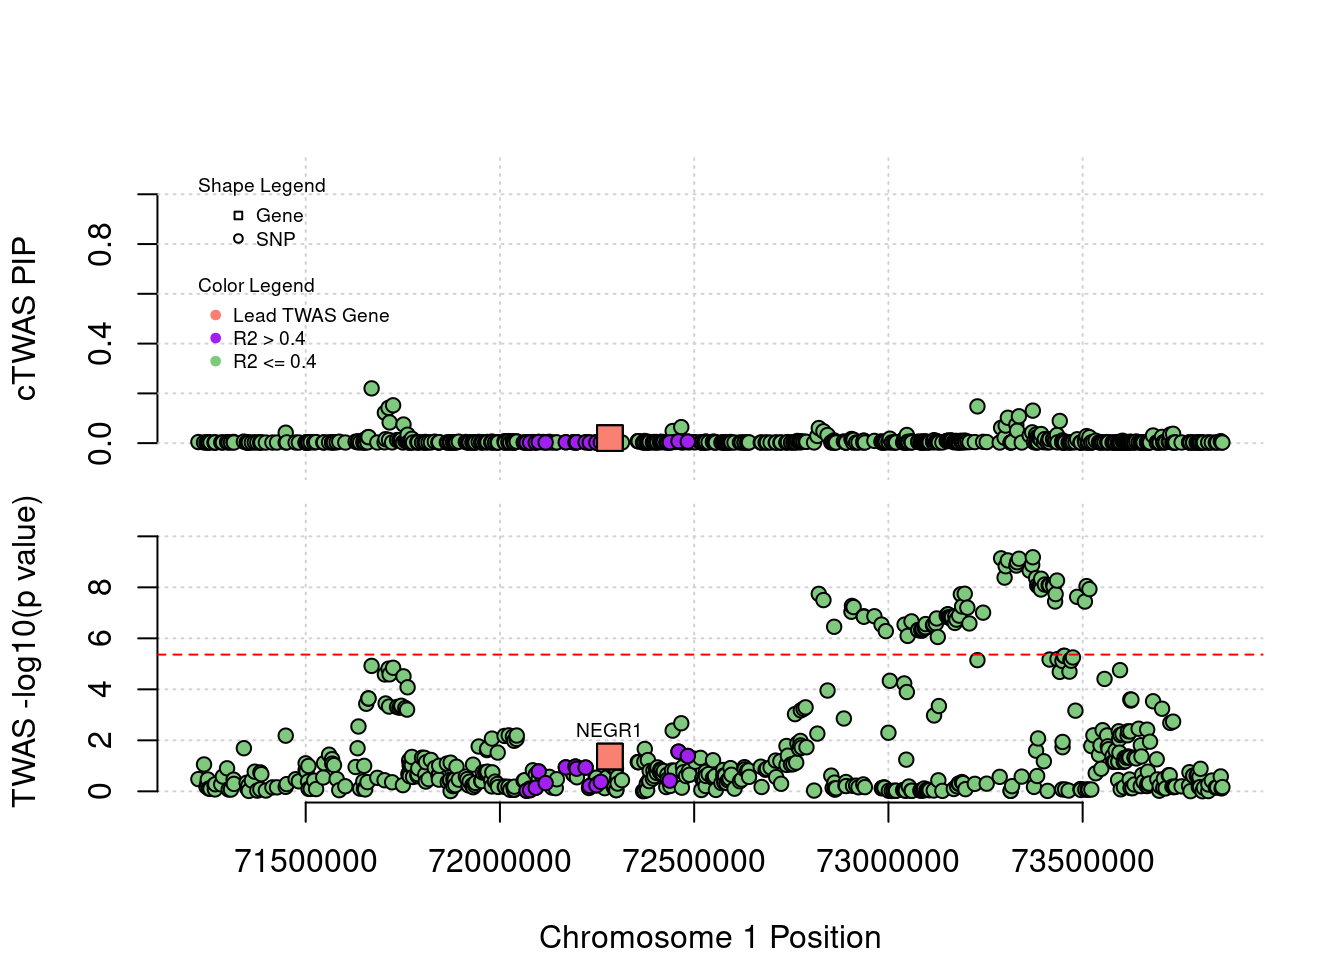 Shape Legend
Gene
SNP
Color Legend
Lead TWAS Gene
R2 > 0.4
R2 <= 0.4
cTWAS PIP
0.8
0.4
0.0
TWAS -log10(p value)
8
6
4
2
0
NEGR1
71500000 72000000 72500000 73000000 73500000
Chromosome 1 Position